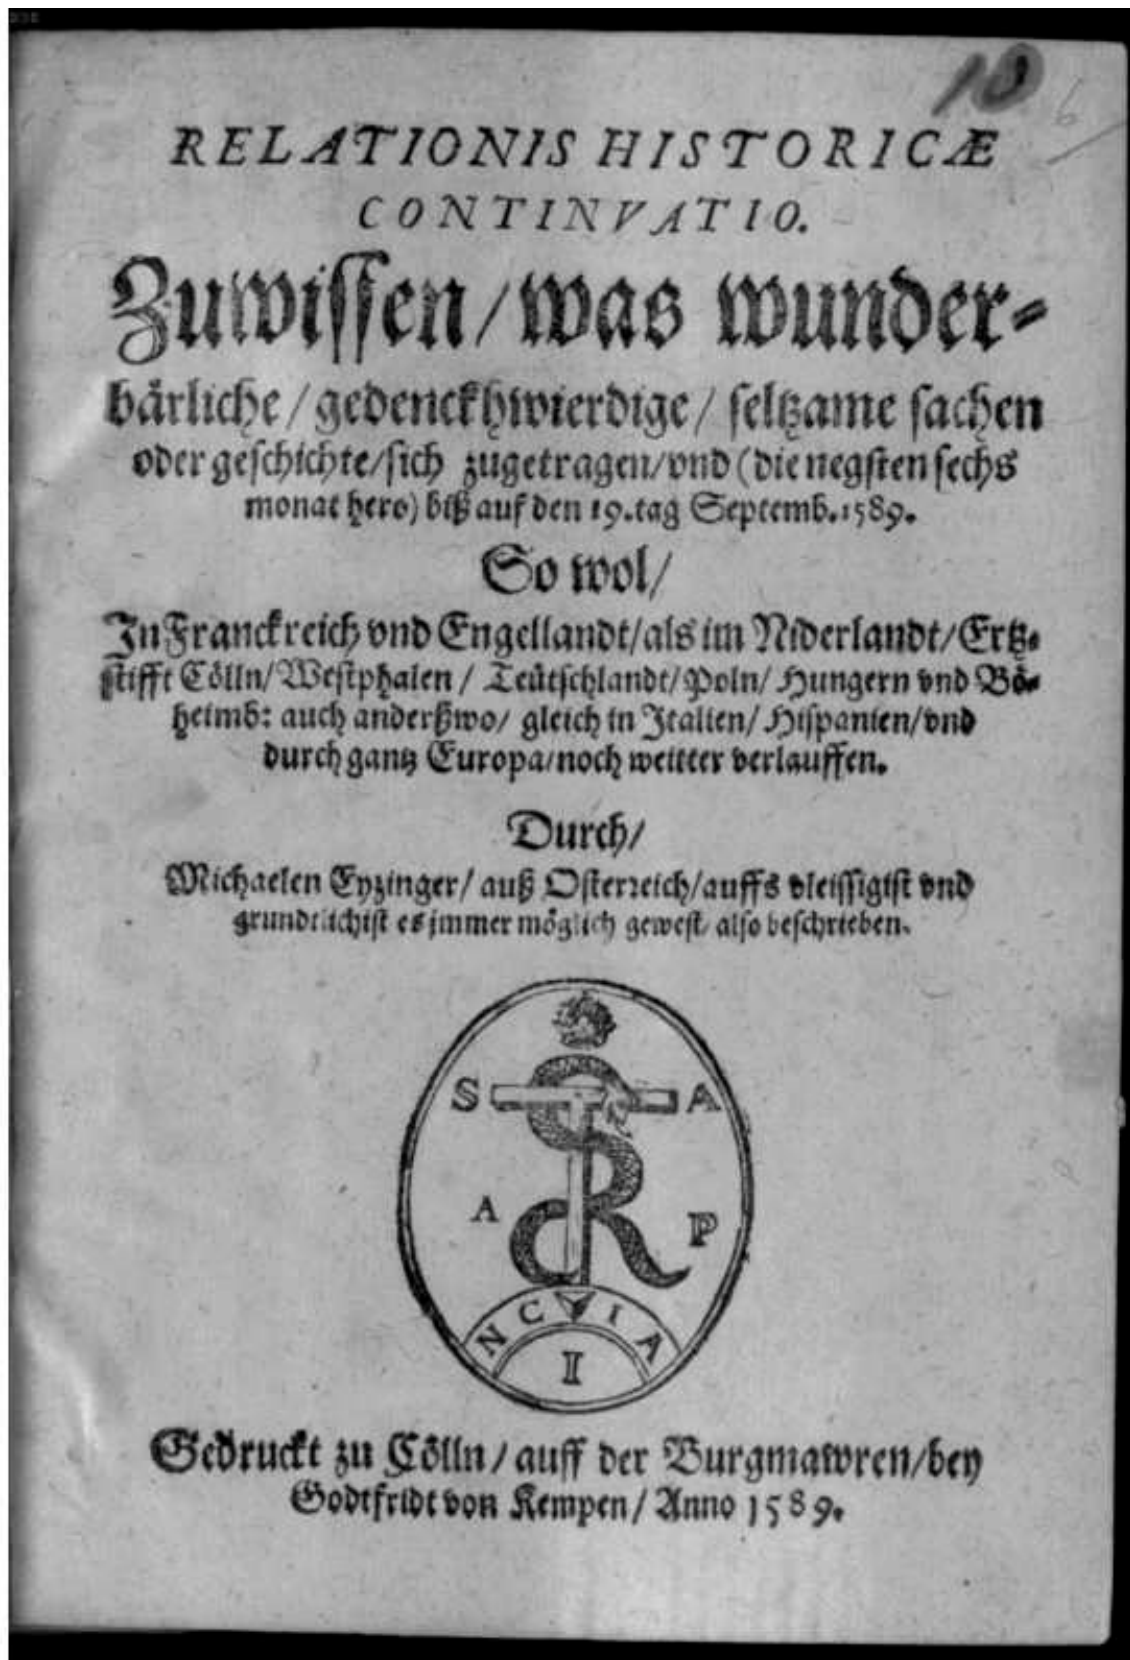 10
6
RELATIONIS HISTORICÆ
CONTINVATIO.
Zuwissen/ was wunder-
bärliche/ gedenckhwierdige/ seltzame sachen
oder geschichte/ sich zugetragen/ vnd (die negsten sechs
monat hero) biß auf den 19. tag Septemb. 1589.
So wol/
In Franckreich vnd Engellandt/ als im Niderlandt/ Ertz-
stifft Cölln/ Westphalen/ Teütschlandt/ Poln/ Hungern vnd Bö-
heimb: auch anderßwo/ gleich in Italien/ Hispanien/ vnd
durch gantz Europa/ noch weitter verlauffen.
Durch/
Michaelen Eyzinger/ auß Osterreich/ auffs vleissigist vnd
grundtlichist es jmmer möglich gewest/ also beschrieben.
S A
A P
N C V I A
I
Gedruckt zu Cölln/ auff der Burgmawren/ bey
Godtfridt von Kempen/ Anno 1589.